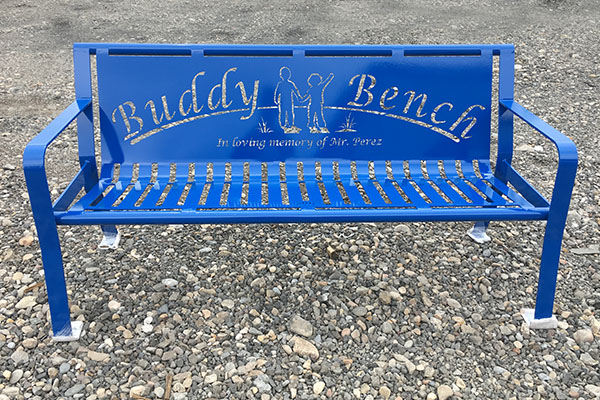 Buddy Bench
In loving memory of Mr. Perez